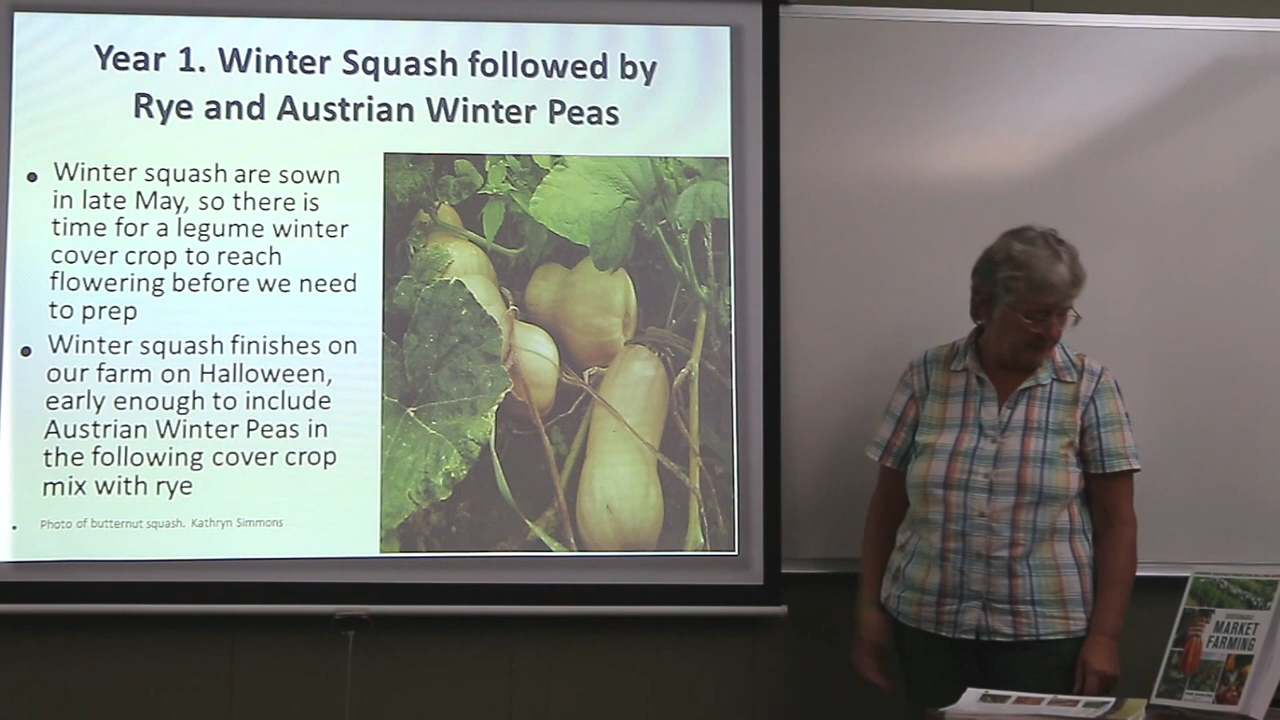 Year 1. Winter Squash followed by
Rye and Austrian Winter Peas
• Winter squash are sown
in late May, so there is
time for a legume winter
cover crop to reach
flowering before we need
to prep
• Winter squash finishes on
our farm on Halloween,
early enough to include
Austrian Winter Peas in
the following cover crop
mix with rye
• Photo of butternut squash. Kathryn Simmons
MARKET
FARMING